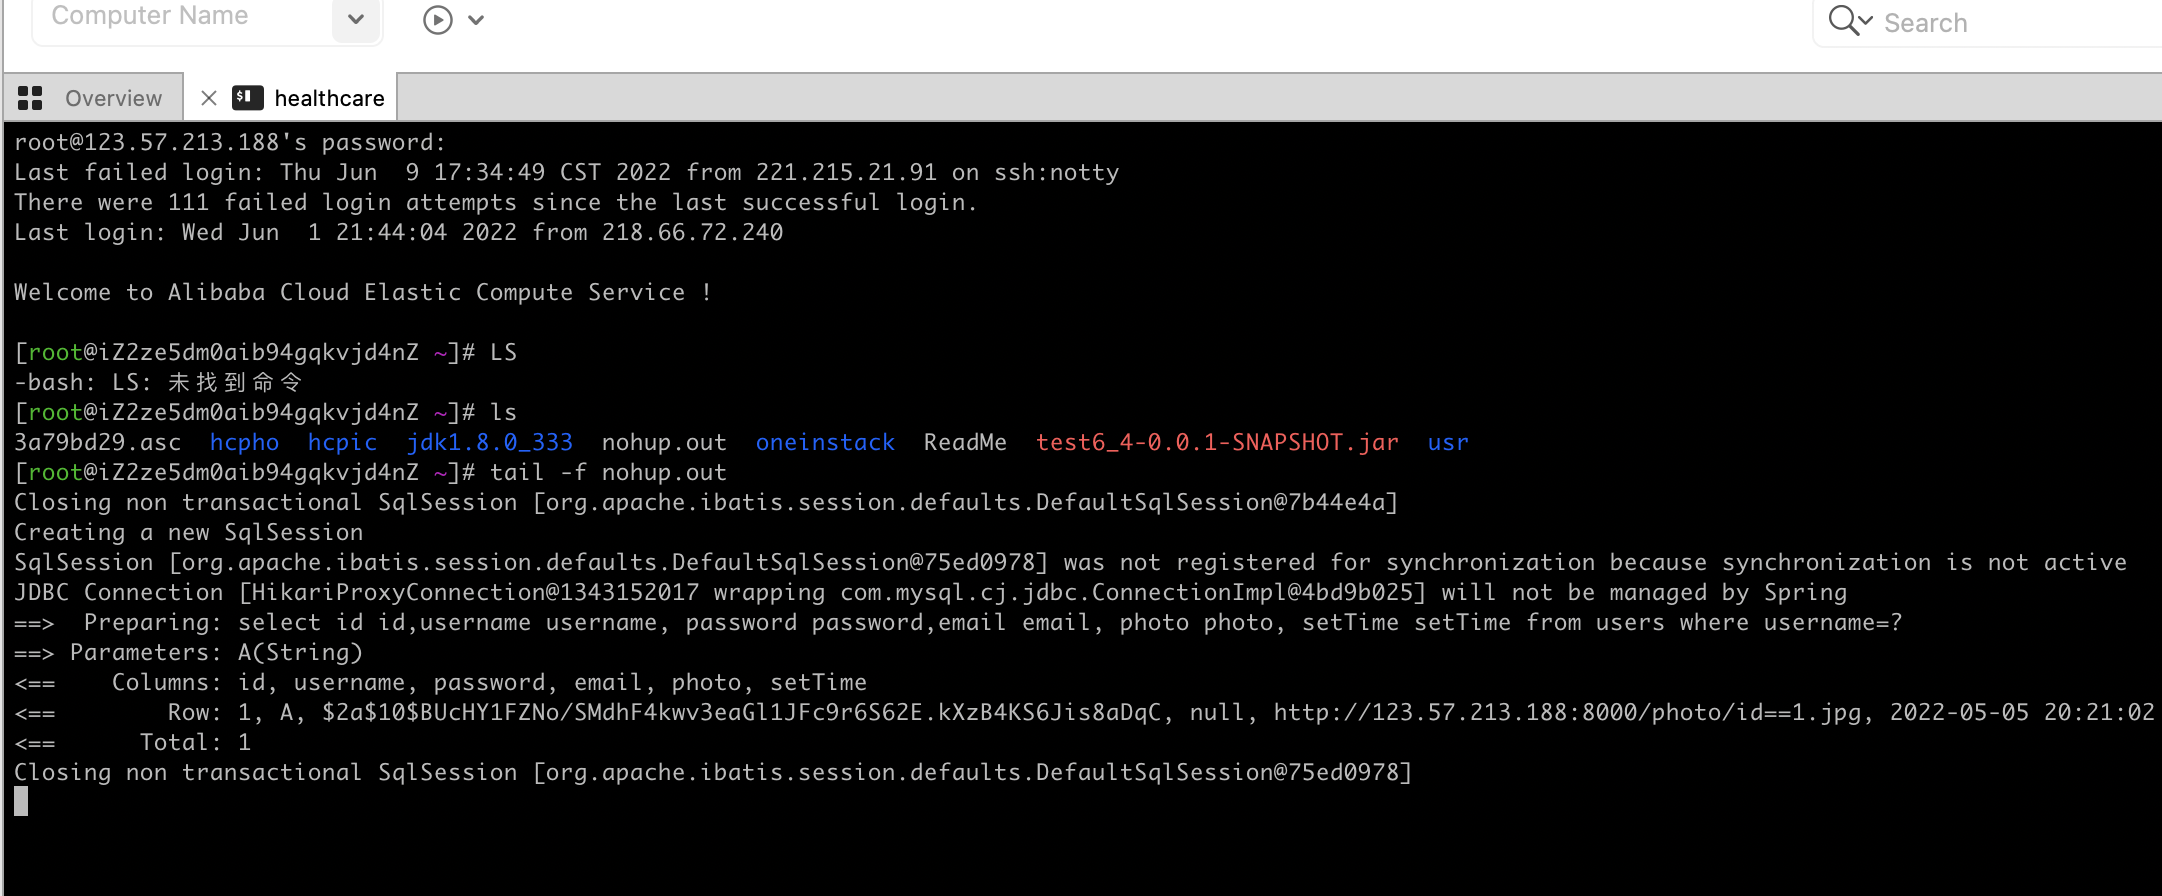 Computer Name
Search
Overview
healthcare
root@123.57.213.188's password:
Last failed login: Thu Jun  9 17:34:49 CST 2022 from 221.215.21.91 on ssh:notty
There were 111 failed login attempts since the last successful login.
Last login: Wed Jun  1 21:44:04 2022 from 218.66.72.240
Welcome to Alibaba Cloud Elastic Compute Service !
[root@iZ2ze5dm0aib94gqkvjd4nZ ~]# LS
-bash: LS: 未找到命令
[root@iZ2ze5dm0aib94gqkvjd4nZ ~]# ls
3a79bd29.asc  hcpho  hcpic  jdk1.8.0_333  nohup.out  oneinstack  ReadMe  test6_4-0.0.1-SNAPSHOT.jar  usr
[root@iZ2ze5dm0aib94gqkvjd4nZ ~]# tail -f nohup.out
Closing non transactional SqlSession [org.apache.ibatis.session.defaults.DefaultSqlSession@7b44e4a]
Creating a new SqlSession
SqlSession [org.apache.ibatis.session.defaults.DefaultSqlSession@75ed0978] was not registered for synchronization because synchronization is not active
JDBC Connection [HikariProxyConnection@1343152017 wrapping com.mysql.cj.jdbc.ConnectionImpl@4bd9b025] will not be managed by Spring
==>  Preparing: select id id,username username, password password,email email, photo photo, setTime setTime from users where username=?
==> Parameters: A(String)
<==    Columns: id, username, password, email, photo, setTime
<==        Row: 1, A, $2a$10$BUcHY1FZNo/SMdhF4kwv3eaGl1JFc9r6S62E.kXzB4KS6Jis8aDqC, null, http://123.57.213.188:8000/photo/id==1.jpg, 2022-05-05 20:21:02
<==      Total: 1
Closing non transactional SqlSession [org.apache.ibatis.session.defaults.DefaultSqlSession@75ed0978]